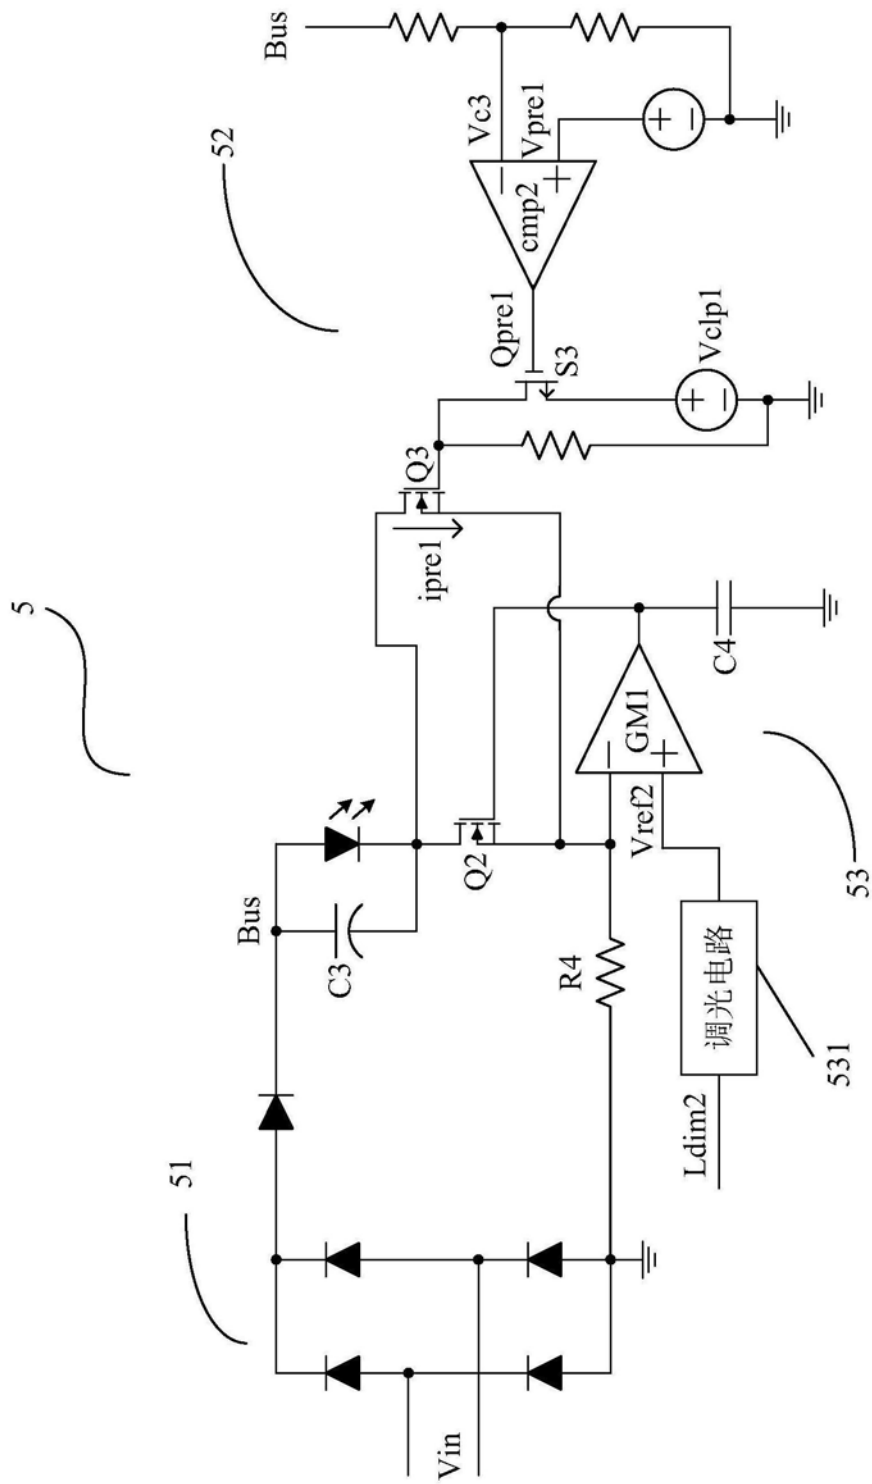 5
51
52
53
531
Bus
C3
Vin
R4
Q2
Q3
ipre1
GM1
Vref2
C4
调光电路
Ldim2
S3
Qpre1
Vclp1
cmp2
Vc3
Vpre1
Bus